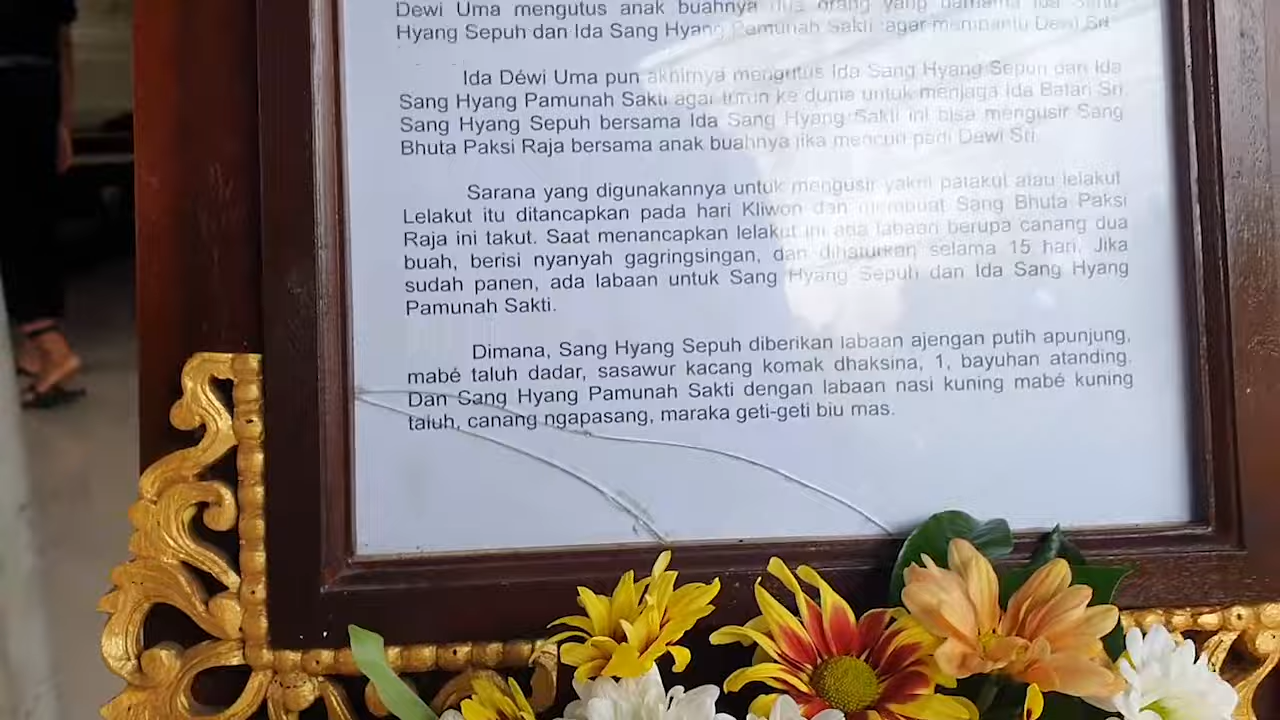 Dewi Uma mengutus anak buahnya dua orang yang bernama Ida Sang
Hyang Sepuh dan Ida Sang Hyang Pamunah Sakti agar membantu Dewi Sri
Ida Déwi Uma pun akhirnya mengutus Ida Sang Hyang Sepuh dan Ida
Sang Hyang Pamunah Sakti agar turun ke dunia untuk menjaga Ida Batari Sri.
Sang Hyang Sepuh bersama Ida Sang Hyang Sakti ini bisa mengusir Sang
Bhuta Paksi Raja bersama anak buahnya jika mencuri padi Dewi Sri.
Sarana yang digunakannya untuk mengusir yakni patakut atau lelakut
Lelakut itu ditancapkan pada hari Kliwon dan membuat Sang Bhuta Paksi
Raja ini takut. Saat menancapkan lelakut ini ada labaan berupa canang dua
buah, berisi nyanyah gagringsingan, dan dihaturkan selama 15 hari. Jika
sudah panen, ada labaan untuk Sang Hyang Sepuh dan Ida Sang Hyang
Pamunah Sakti.
Dimana, Sang Hyang Sepuh diberikan labaan ajengan putih apunjung,
mabé taluh dadar, sasawur kacang komak dhaksina, 1, bayuhan atanding.
Dan Sang Hyang Pamunah Sakti dengan labaan nasi kuning mabé kuning
taluh, canang ngapasang, maraka geti-geti biu mas.